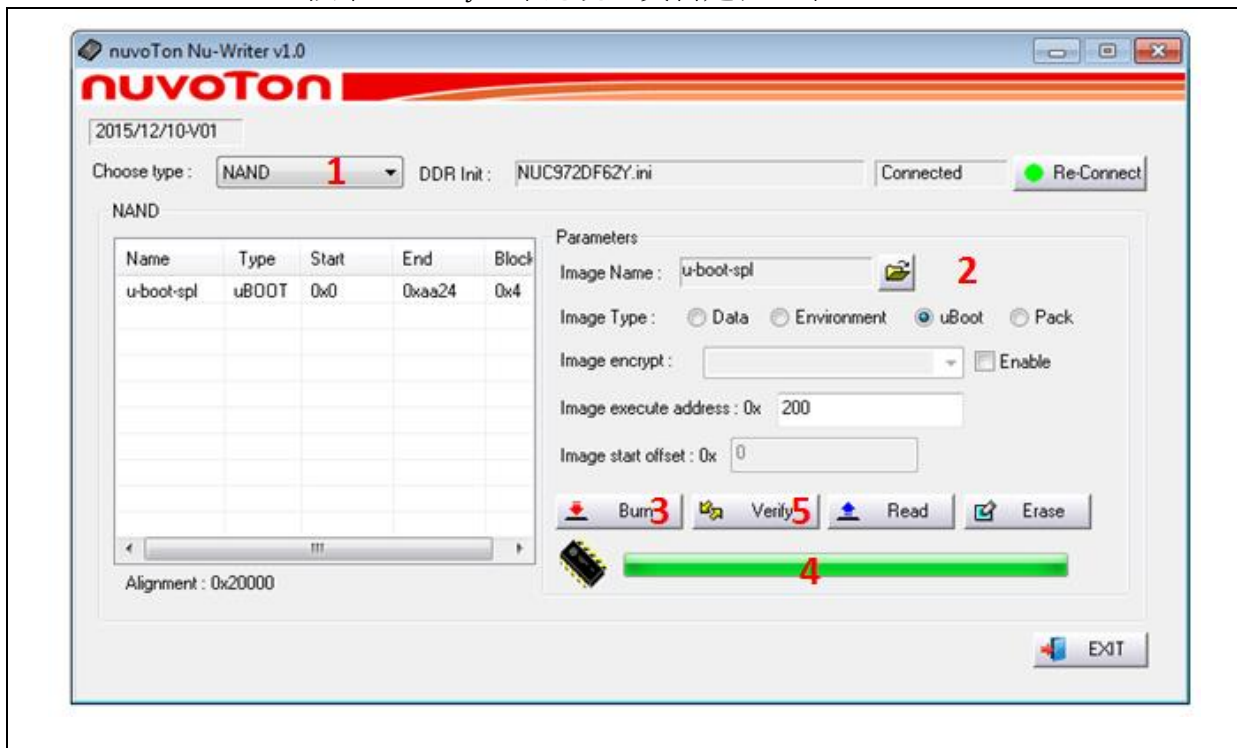 nuvoTon Nu-Writer v1.0
nuvoTon
2015/12/10-V01
Choose type : NAND 1 DDR Init : NUC972DF62Y.ini Connected Re-Connect
NAND
Name Type Start End Block
u-boot-spl uBOOT 0x0 0xaa24 0x4
Alignment : 0x20000
Parameters
Image Name : u-boot-spl 2
Image Type : Data Environment uBoot Pack
Image encrypt : Enable
Image execute address : 0x 200
Image start offset : 0x 0
Burn 3 Verify 5 Read Erase
4
EXIT